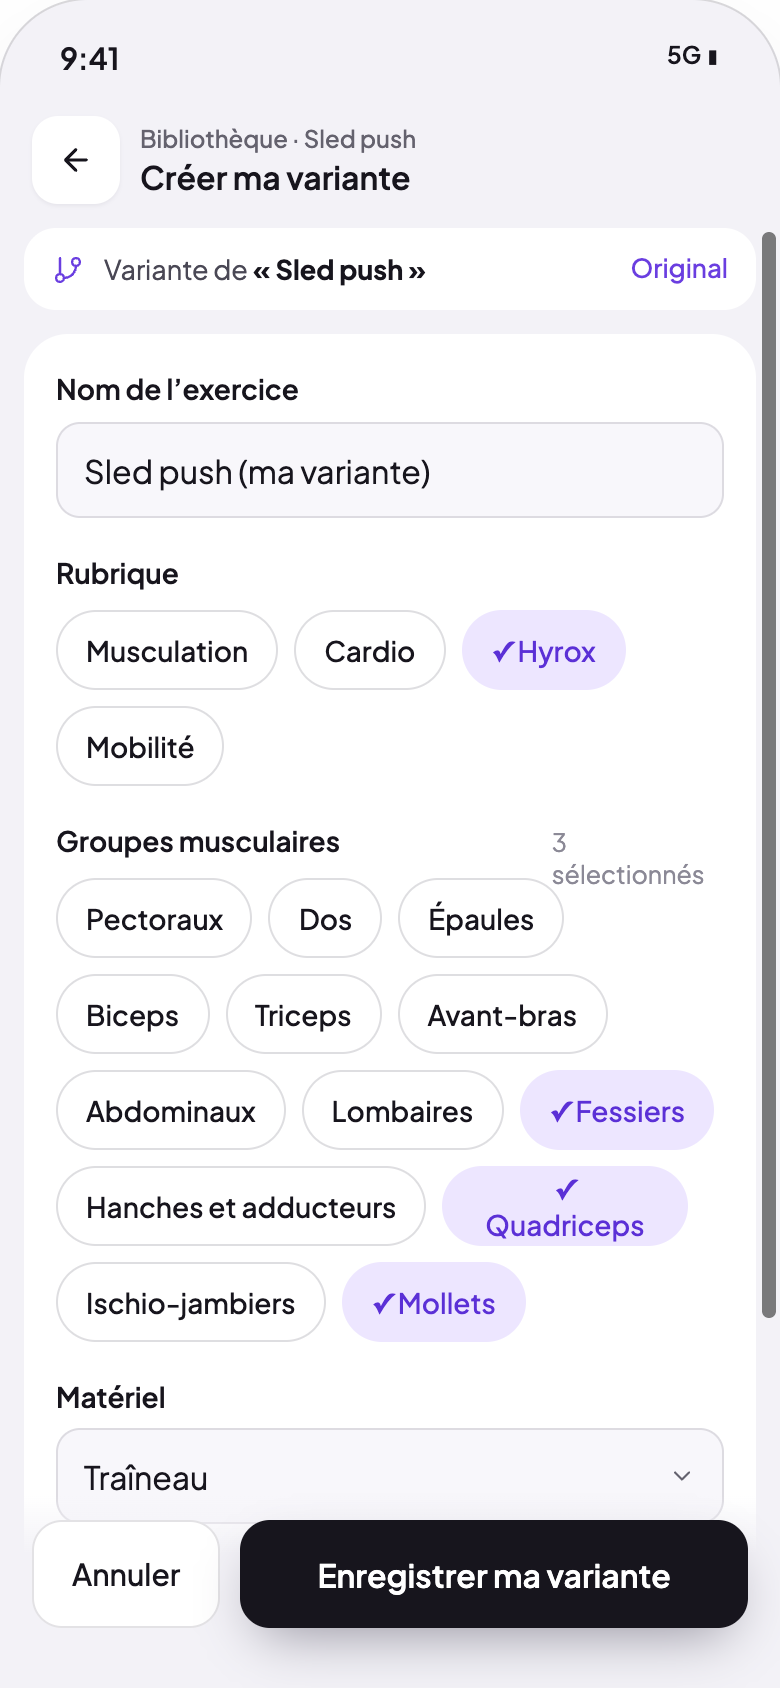 9:41
5G
Bibliothèque · Sled push
Créer ma variante
Variante de « Sled push »
Original
Nom de l’exercice
Sled push (ma variante)
Rubrique
Musculation
Cardio
✓Hyrox
Mobilité
Groupes musculaires
3
sélectionnés
Pectoraux
Dos
Épaules
Biceps
Triceps
Avant-bras
Abdominaux
Lombaires
✓Fessiers
Hanches et adducteurs
✓
Quadriceps
Ischio-jambiers
✓Mollets
Matériel
Traîneau
Annuler
Enregistrer ma variante